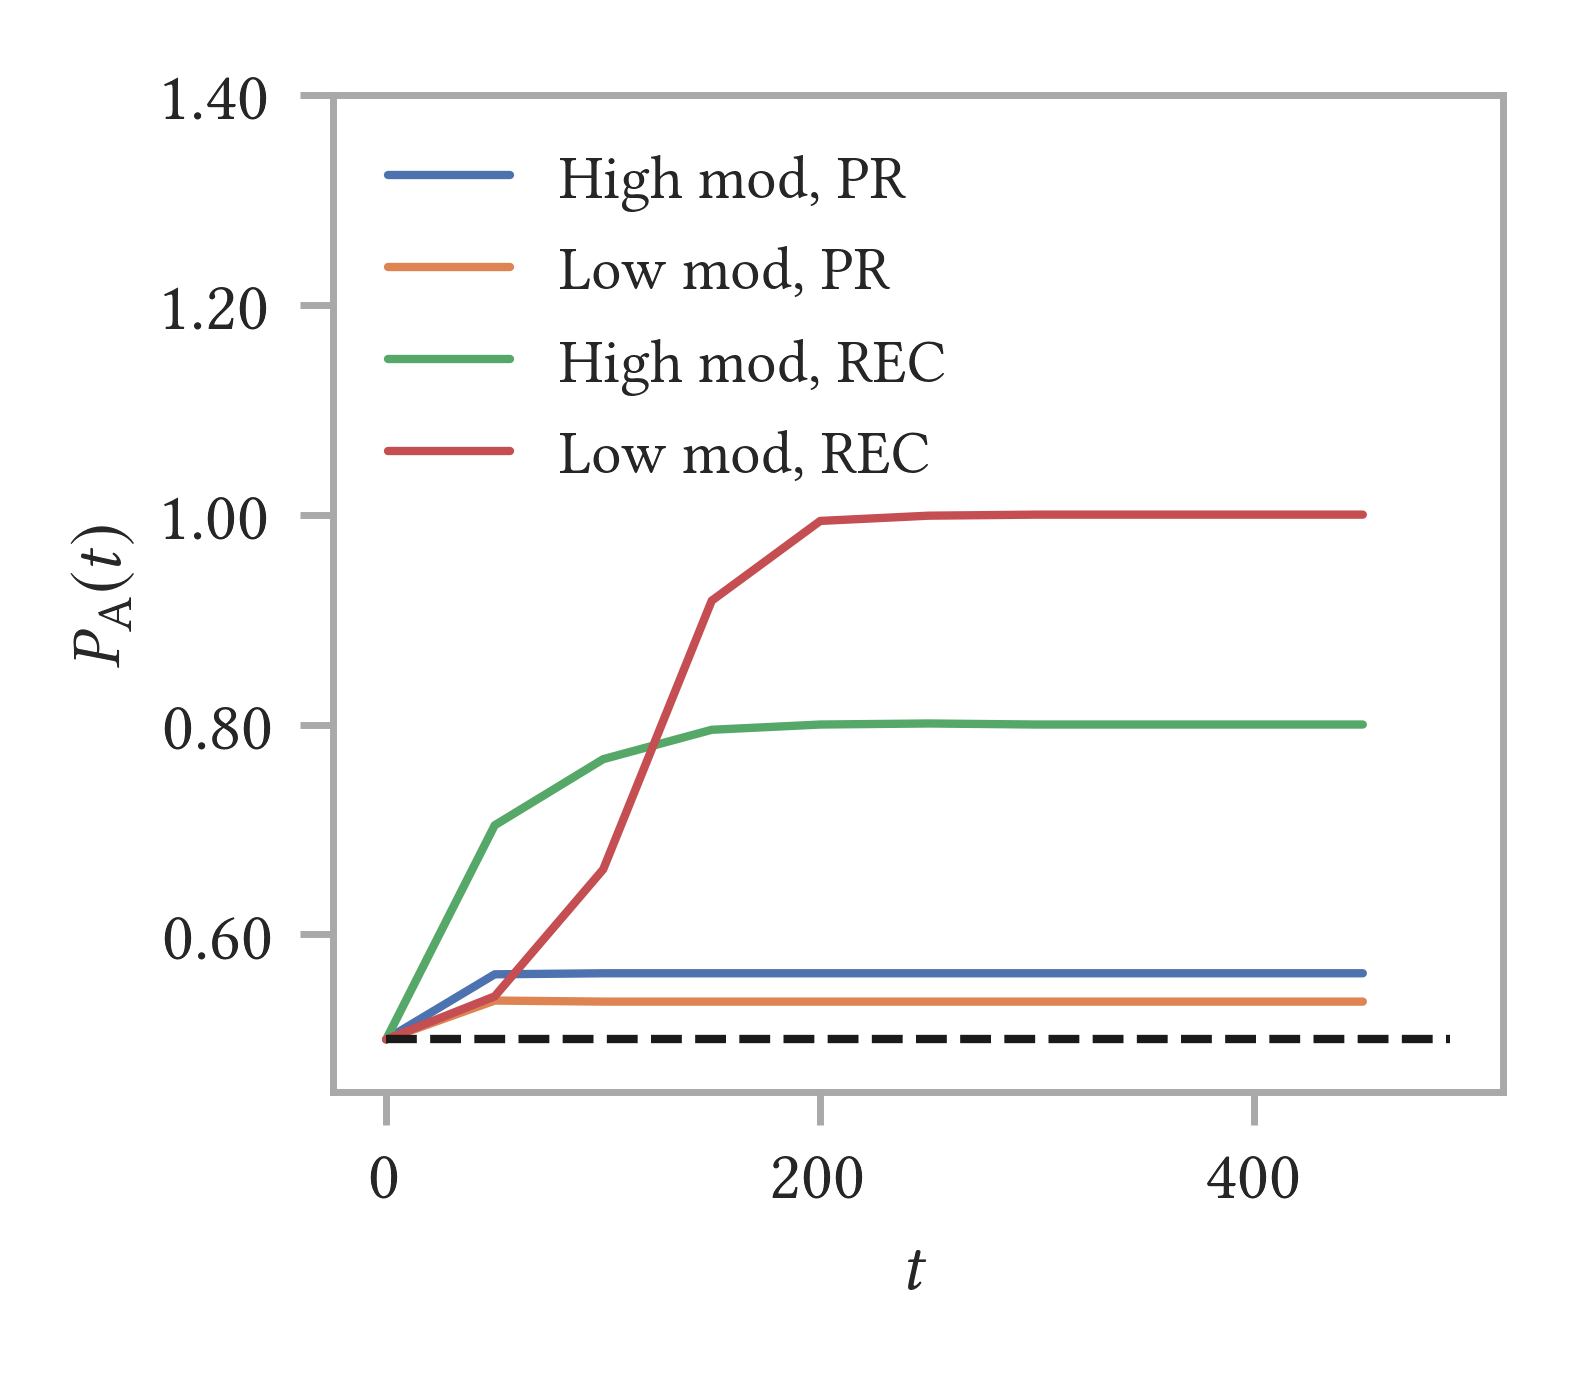 1.40
High mod, PR
Low mod, PR
1.20
High mod, REC
Low mod, REC
1.00
P_A(t)
0.80
0.60
0 200 400
t